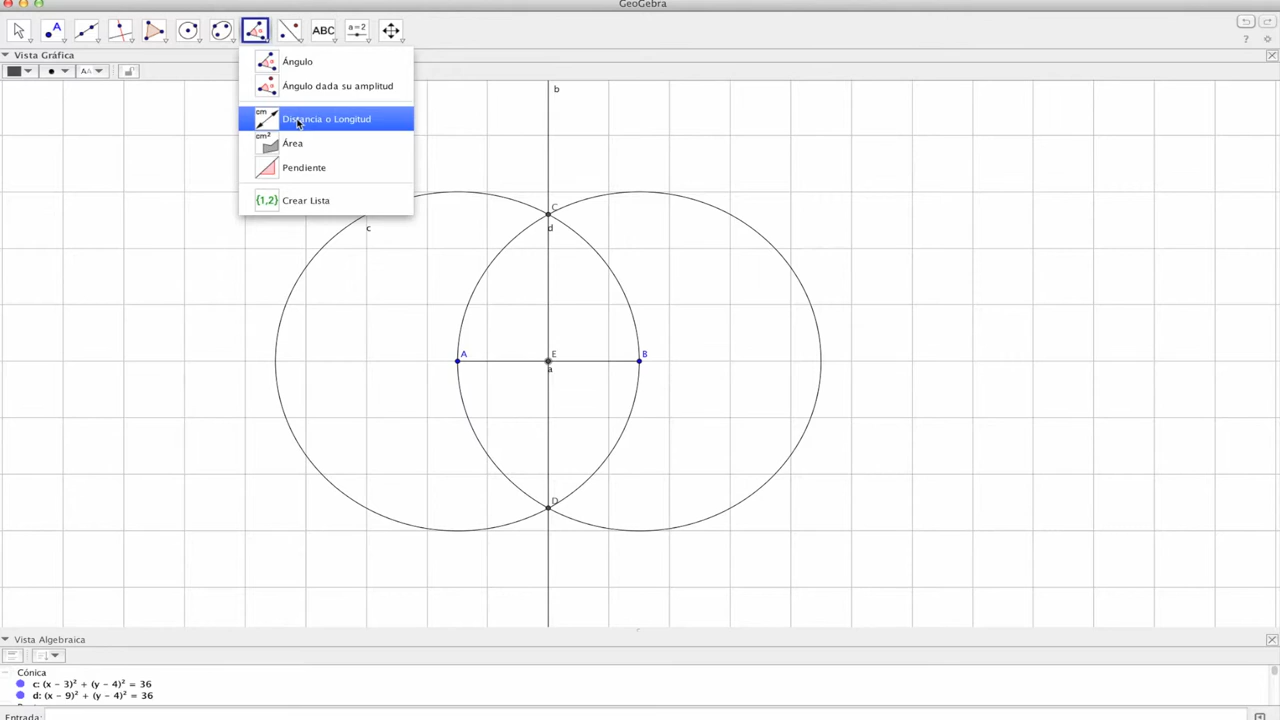 GeoGebra
A
ABC
a=2
?
Vista Gráfica
AA
Ángulo
Ángulo dada su amplitud
cm
Distancia o Longitud
cm²
Área
Pendiente
{1,2}
Crear Lista
b
C
c
d
A
E
B
a
D
Vista Algebraica
Cónica
c: (x − 3)² + (y − 4)² = 36
d: (x − 9)² + (y − 4)² = 36
Entrada: